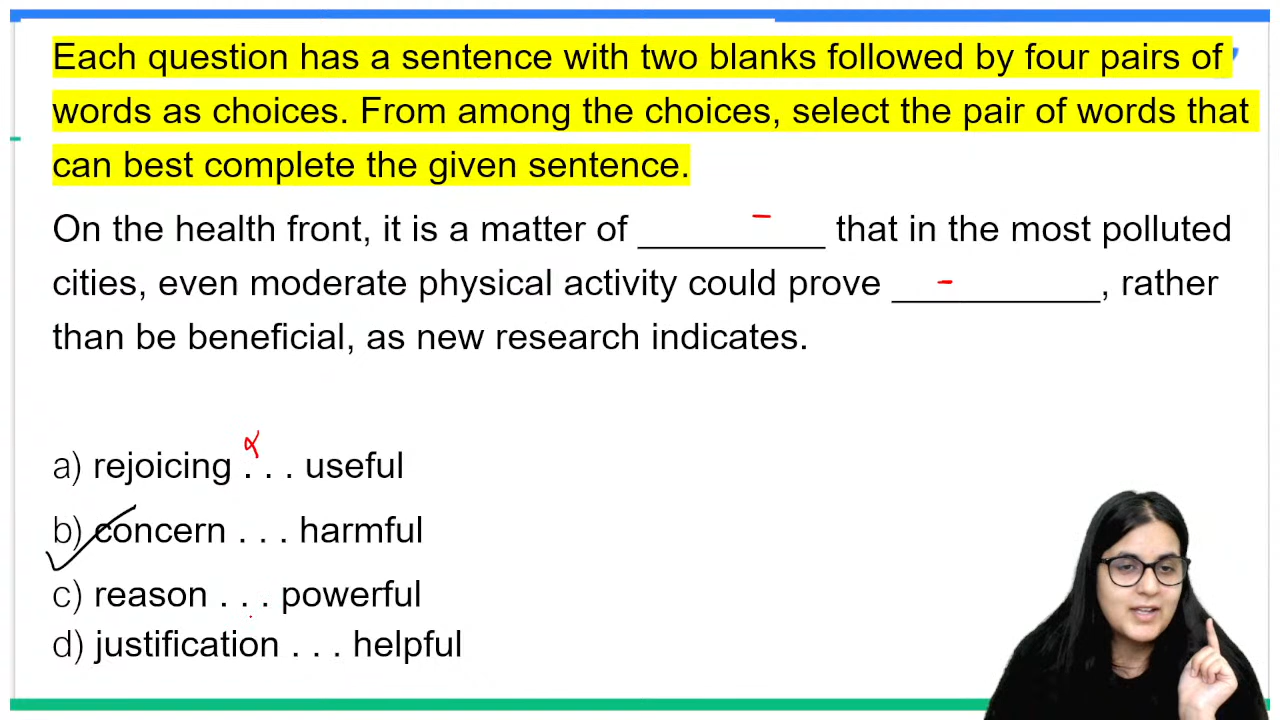 Each question has a sentence with two blanks followed by four pairs of
words as choices. From among the choices, select the pair of words that
can best complete the given sentence.
On the health front, it is a matter of _________ that in the most polluted
cities, even moderate physical activity could prove __________, rather
than be beneficial, as new research indicates.
a) rejoicing . . . useful
b) concern . . . harmful
c) reason . . . powerful
d) justification . . . helpful